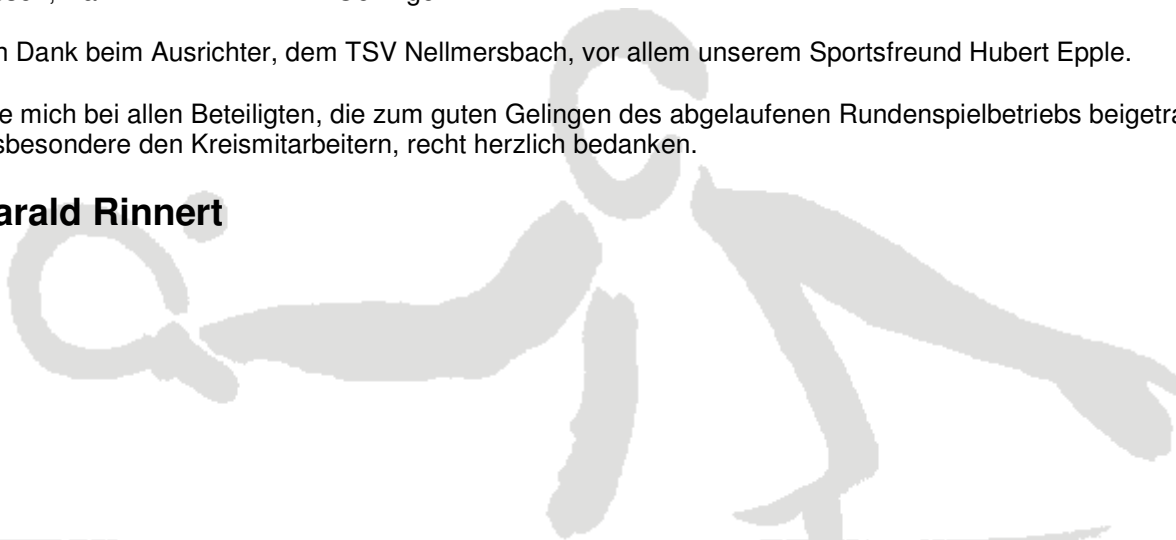 n Dank beim Ausrichter, dem TSV Nellmersbach, vor allem unserem Sportsfreund Hubert Epple.
e mich bei allen Beteiligten, die zum guten Gelingen des abgelaufenen Rundenspielbetriebs beigetra
sbesondere den Kreismitarbeitern, recht herzlich bedanken.
arald Rinnert